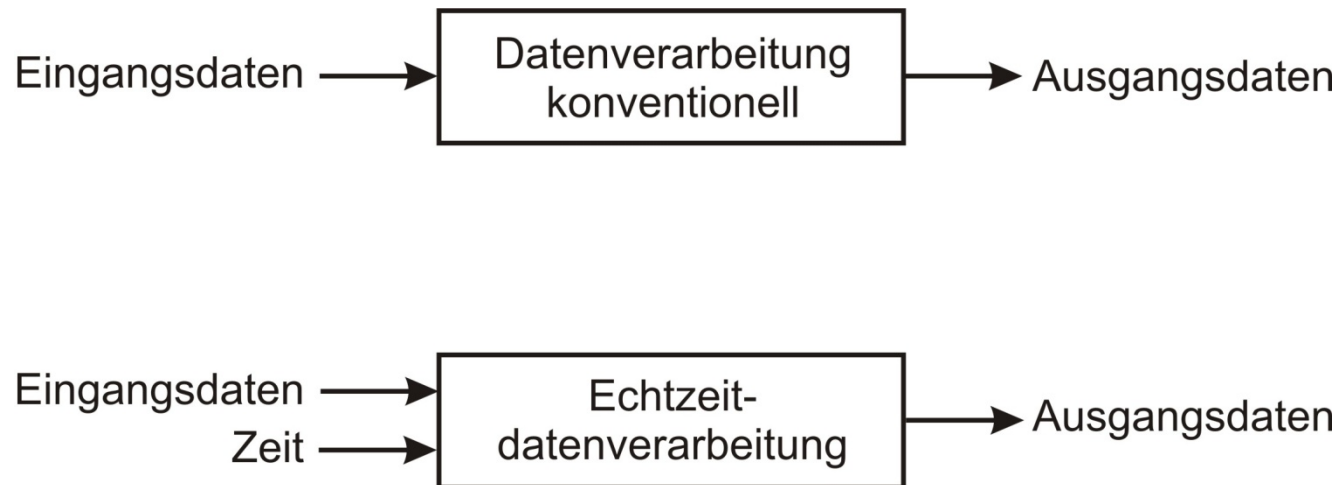 Eingangsdaten
Datenverarbeitung
konventionell
Ausgangsdaten
Eingangsdaten
Zeit
Echtzeit-
datenverarbeitung
Ausgangsdaten